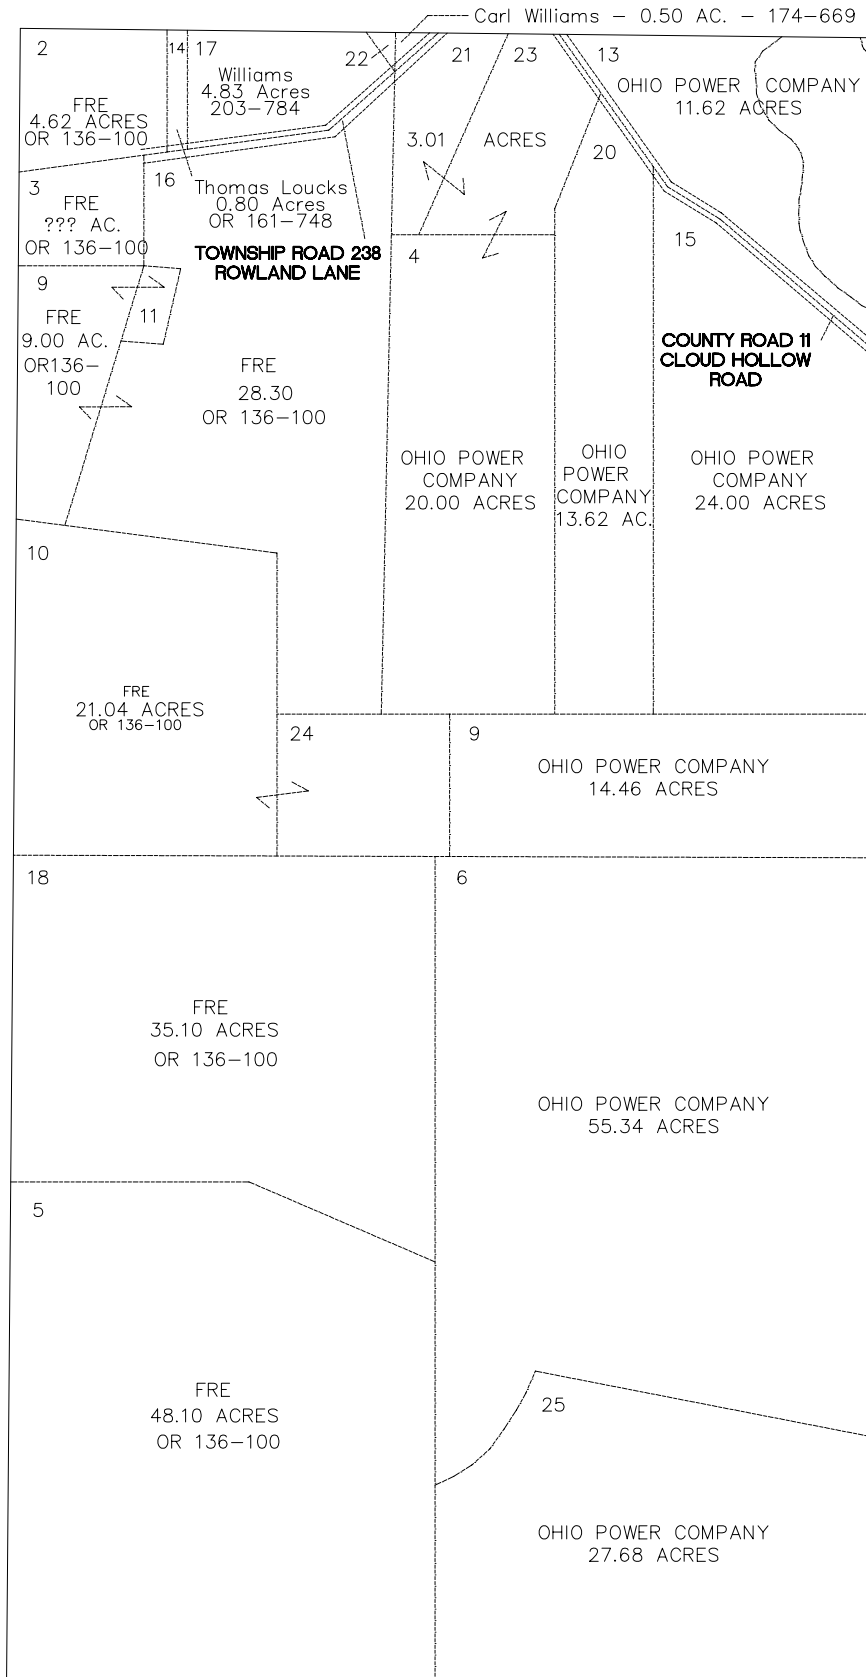 Carl Williams – 0.50 AC. – 174–669
2
14
17
22
21
23
13
Williams
4.83 Acres
203–784
OHIO POWER COMPANY
11.62 ACRES
FRE
4.62 ACRES
OR 136–100
3.01 ACRES
20
16
3
Thomas Loucks
0.80 Acres
OR 161–748
FRE
??? AC.
OR 136–100
TOWNSHIP ROAD 238
ROWLAND LANE
15
4
9
11
FRE
9.00 AC.
OR136–
100
COUNTY ROAD 11
CLOUD HOLLOW
ROAD
FRE
28.30
OR 136–100
OHIO POWER
COMPANY
20.00 ACRES
OHIO
POWER
COMPANY
13.62 AC.
OHIO POWER
COMPANY
24.00 ACRES
10
FRE
21.04 ACRES
OR 136–100
24
9
OHIO POWER COMPANY
14.46 ACRES
18
6
FRE
35.10 ACRES
OR 136–100
OHIO POWER COMPANY
55.34 ACRES
5
FRE
48.10 ACRES
OR 136–100
25
OHIO POWER COMPANY
27.68 ACRES